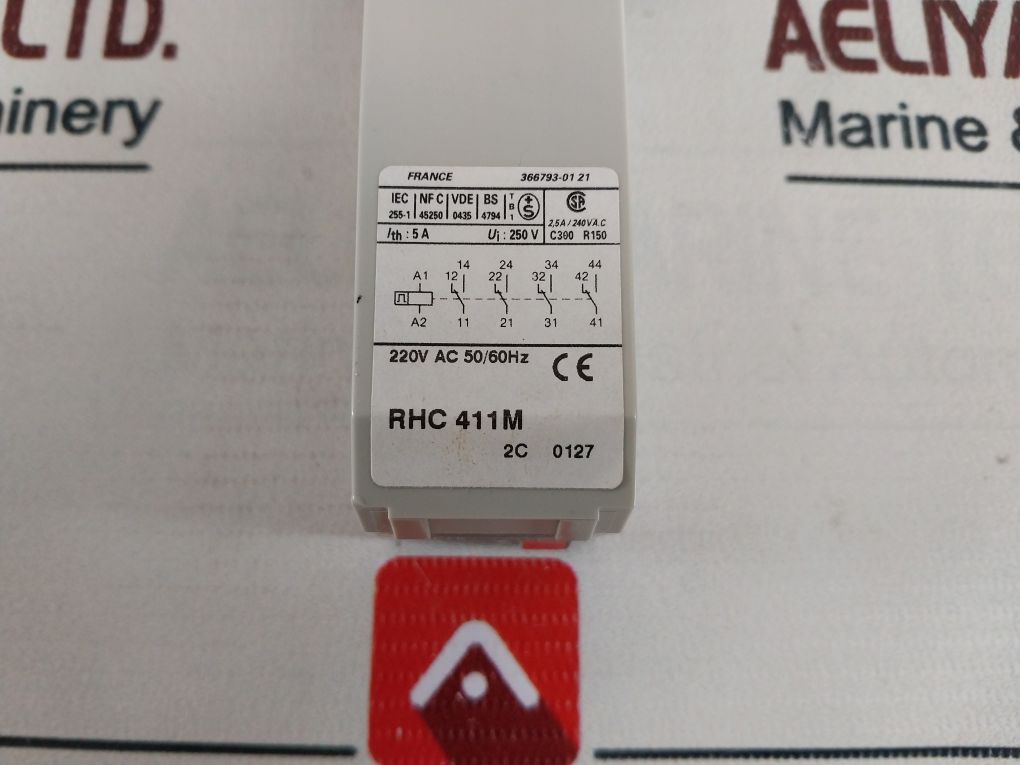 LTD.
AELIYA
Marine &
FRANCE 366793-01 21
IEC 255-1
NF C 45250
VDE 0435
BS 4794
TB1
+S
2,5A / 240V A.C
C300 R150
Ith : 5 A Ui : 250 V
14 24 34 44
A1 12 22 32 42
A2 11 21 31 41
220V AC 50/60Hz
CE
RHC 411M
2C 0127